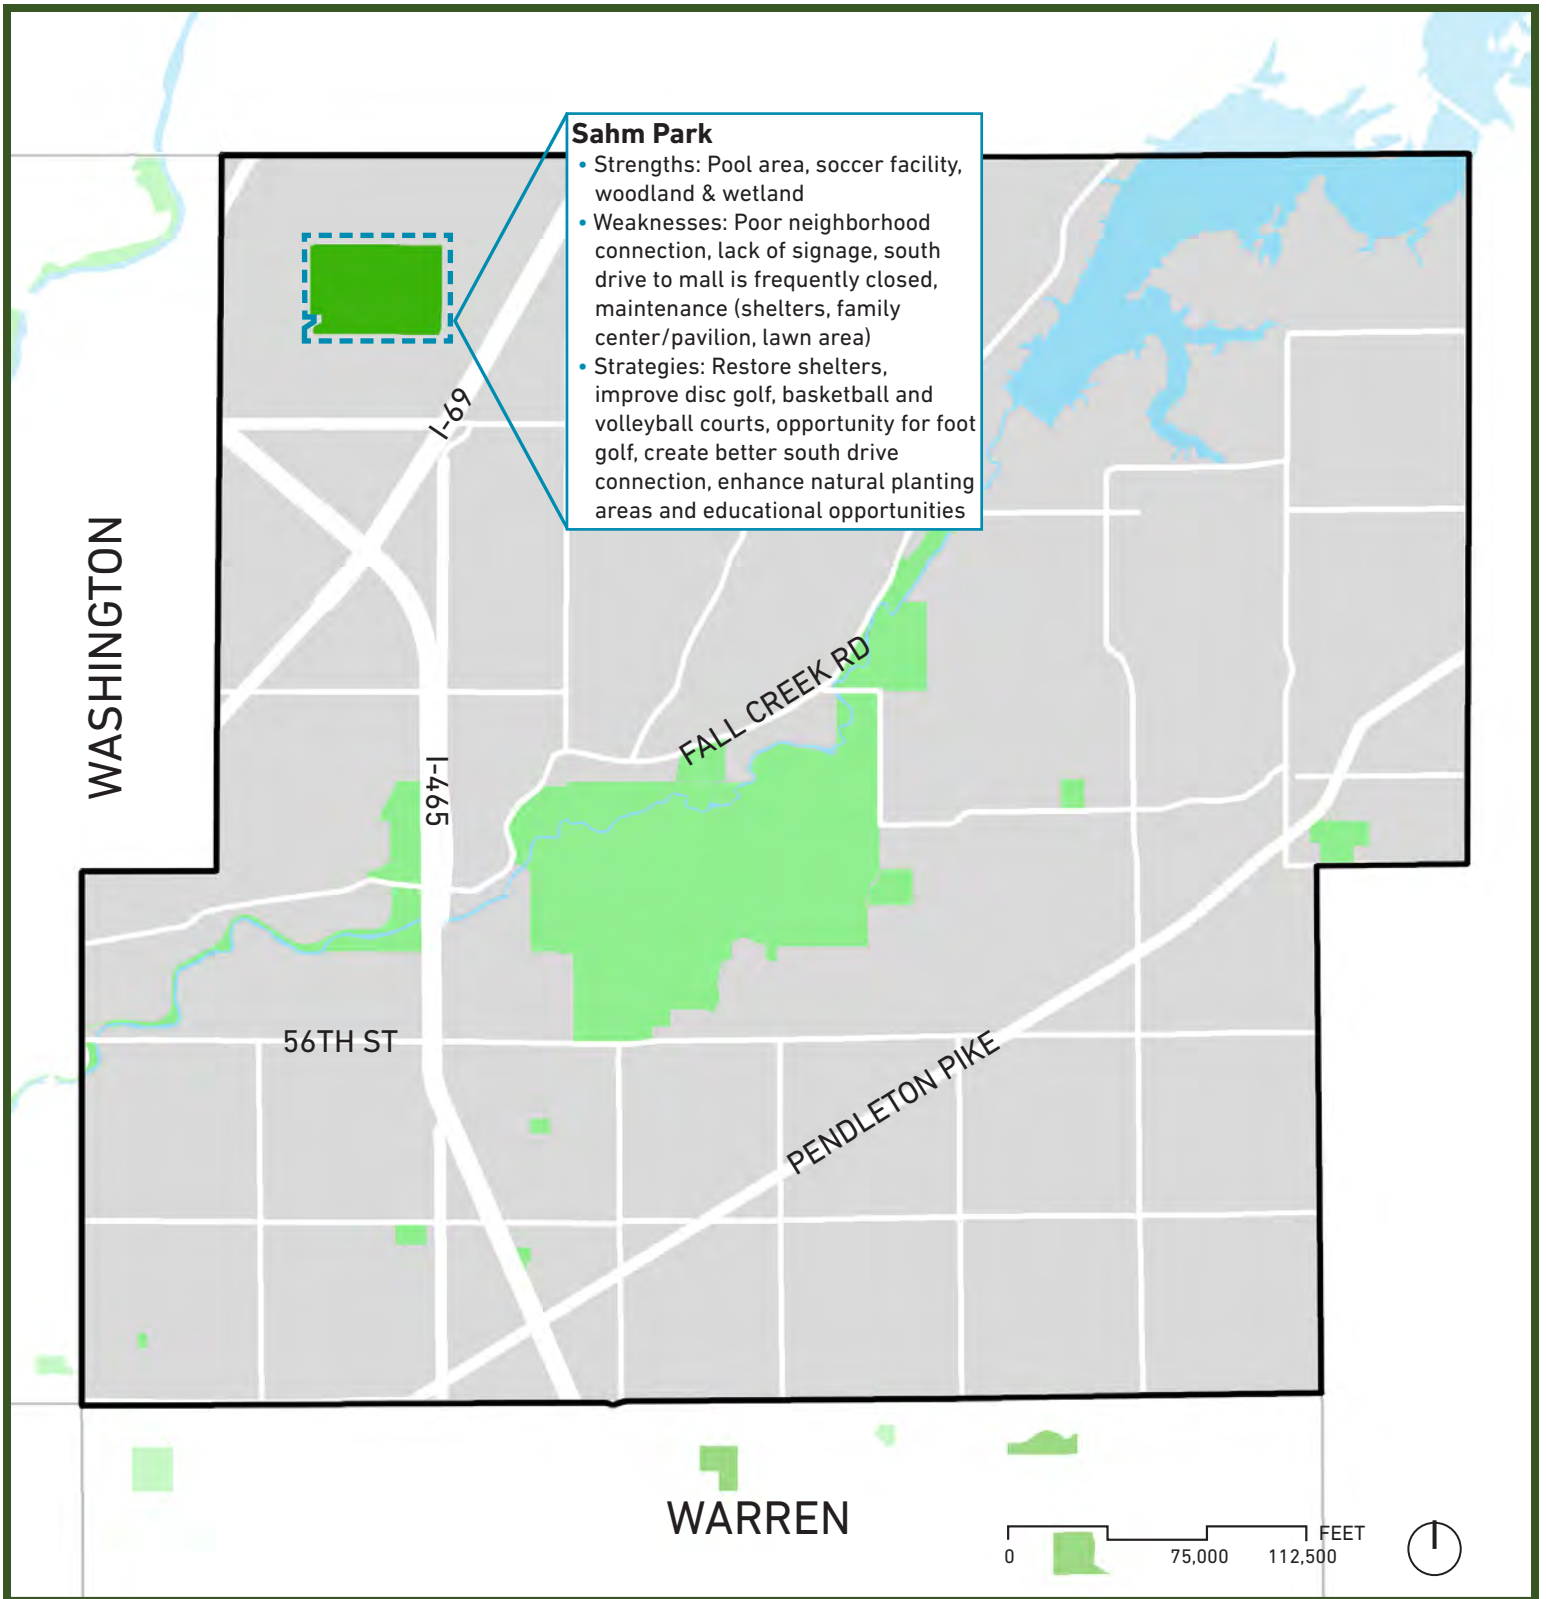 Sahm Park
• Strengths: Pool area, soccer facility,
woodland & wetland
• Weaknesses: Poor neighborhood
connection, lack of signage, south
drive to mall is frequently closed,
maintenance (shelters, family
center/pavilion, lawn area)
• Strategies: Restore shelters,
improve disc golf, basketball and
volleyball courts, opportunity for foot
golf, create better south drive
connection, enhance natural planting
areas and educational opportunities
I-69
WASHINGTON
FALL CREEK RD
I-465
56TH ST
PENDLETON PIKE
WARREN
FEET
0 75,000 112,500